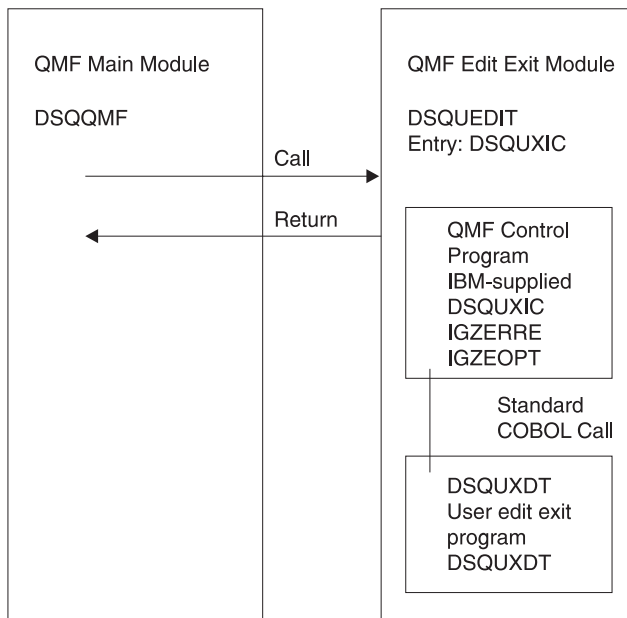 QMF Main Module
DSQQMF
Call
Return
QMF Edit Exit Module
DSQUEDIT
Entry: DSQUXIC
QMF Control
Program
IBM-supplied
DSQUXIC
IGZERRE
IGZEOPT
Standard
COBOL Call
DSQUXDT
User edit exit
program
DSQUXDT